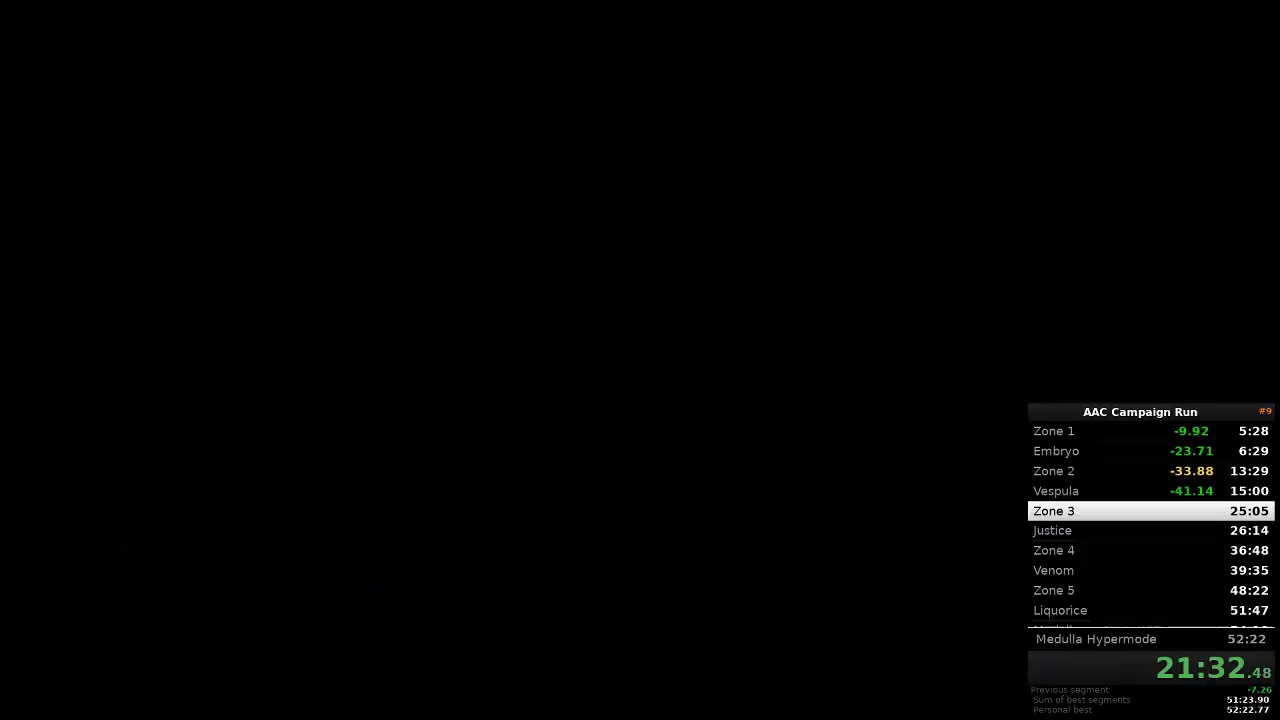 AAC Campaign Run #9
Zone 1 -9.92 5:28
Embryo -23.71 6:29
Zone 2 -33.88 13:29
Vespula -41.14 15:00
Zone 3 25:05
Justice 26:14
Zone 4 36:48
Venom 39:35
Zone 5 48:22
Liquorice 51:47
Medulla Hypermode 52:22
21:32.48
Previous segment -7.26
Sum of best segments 51:23.90
Personal best 52:22.77